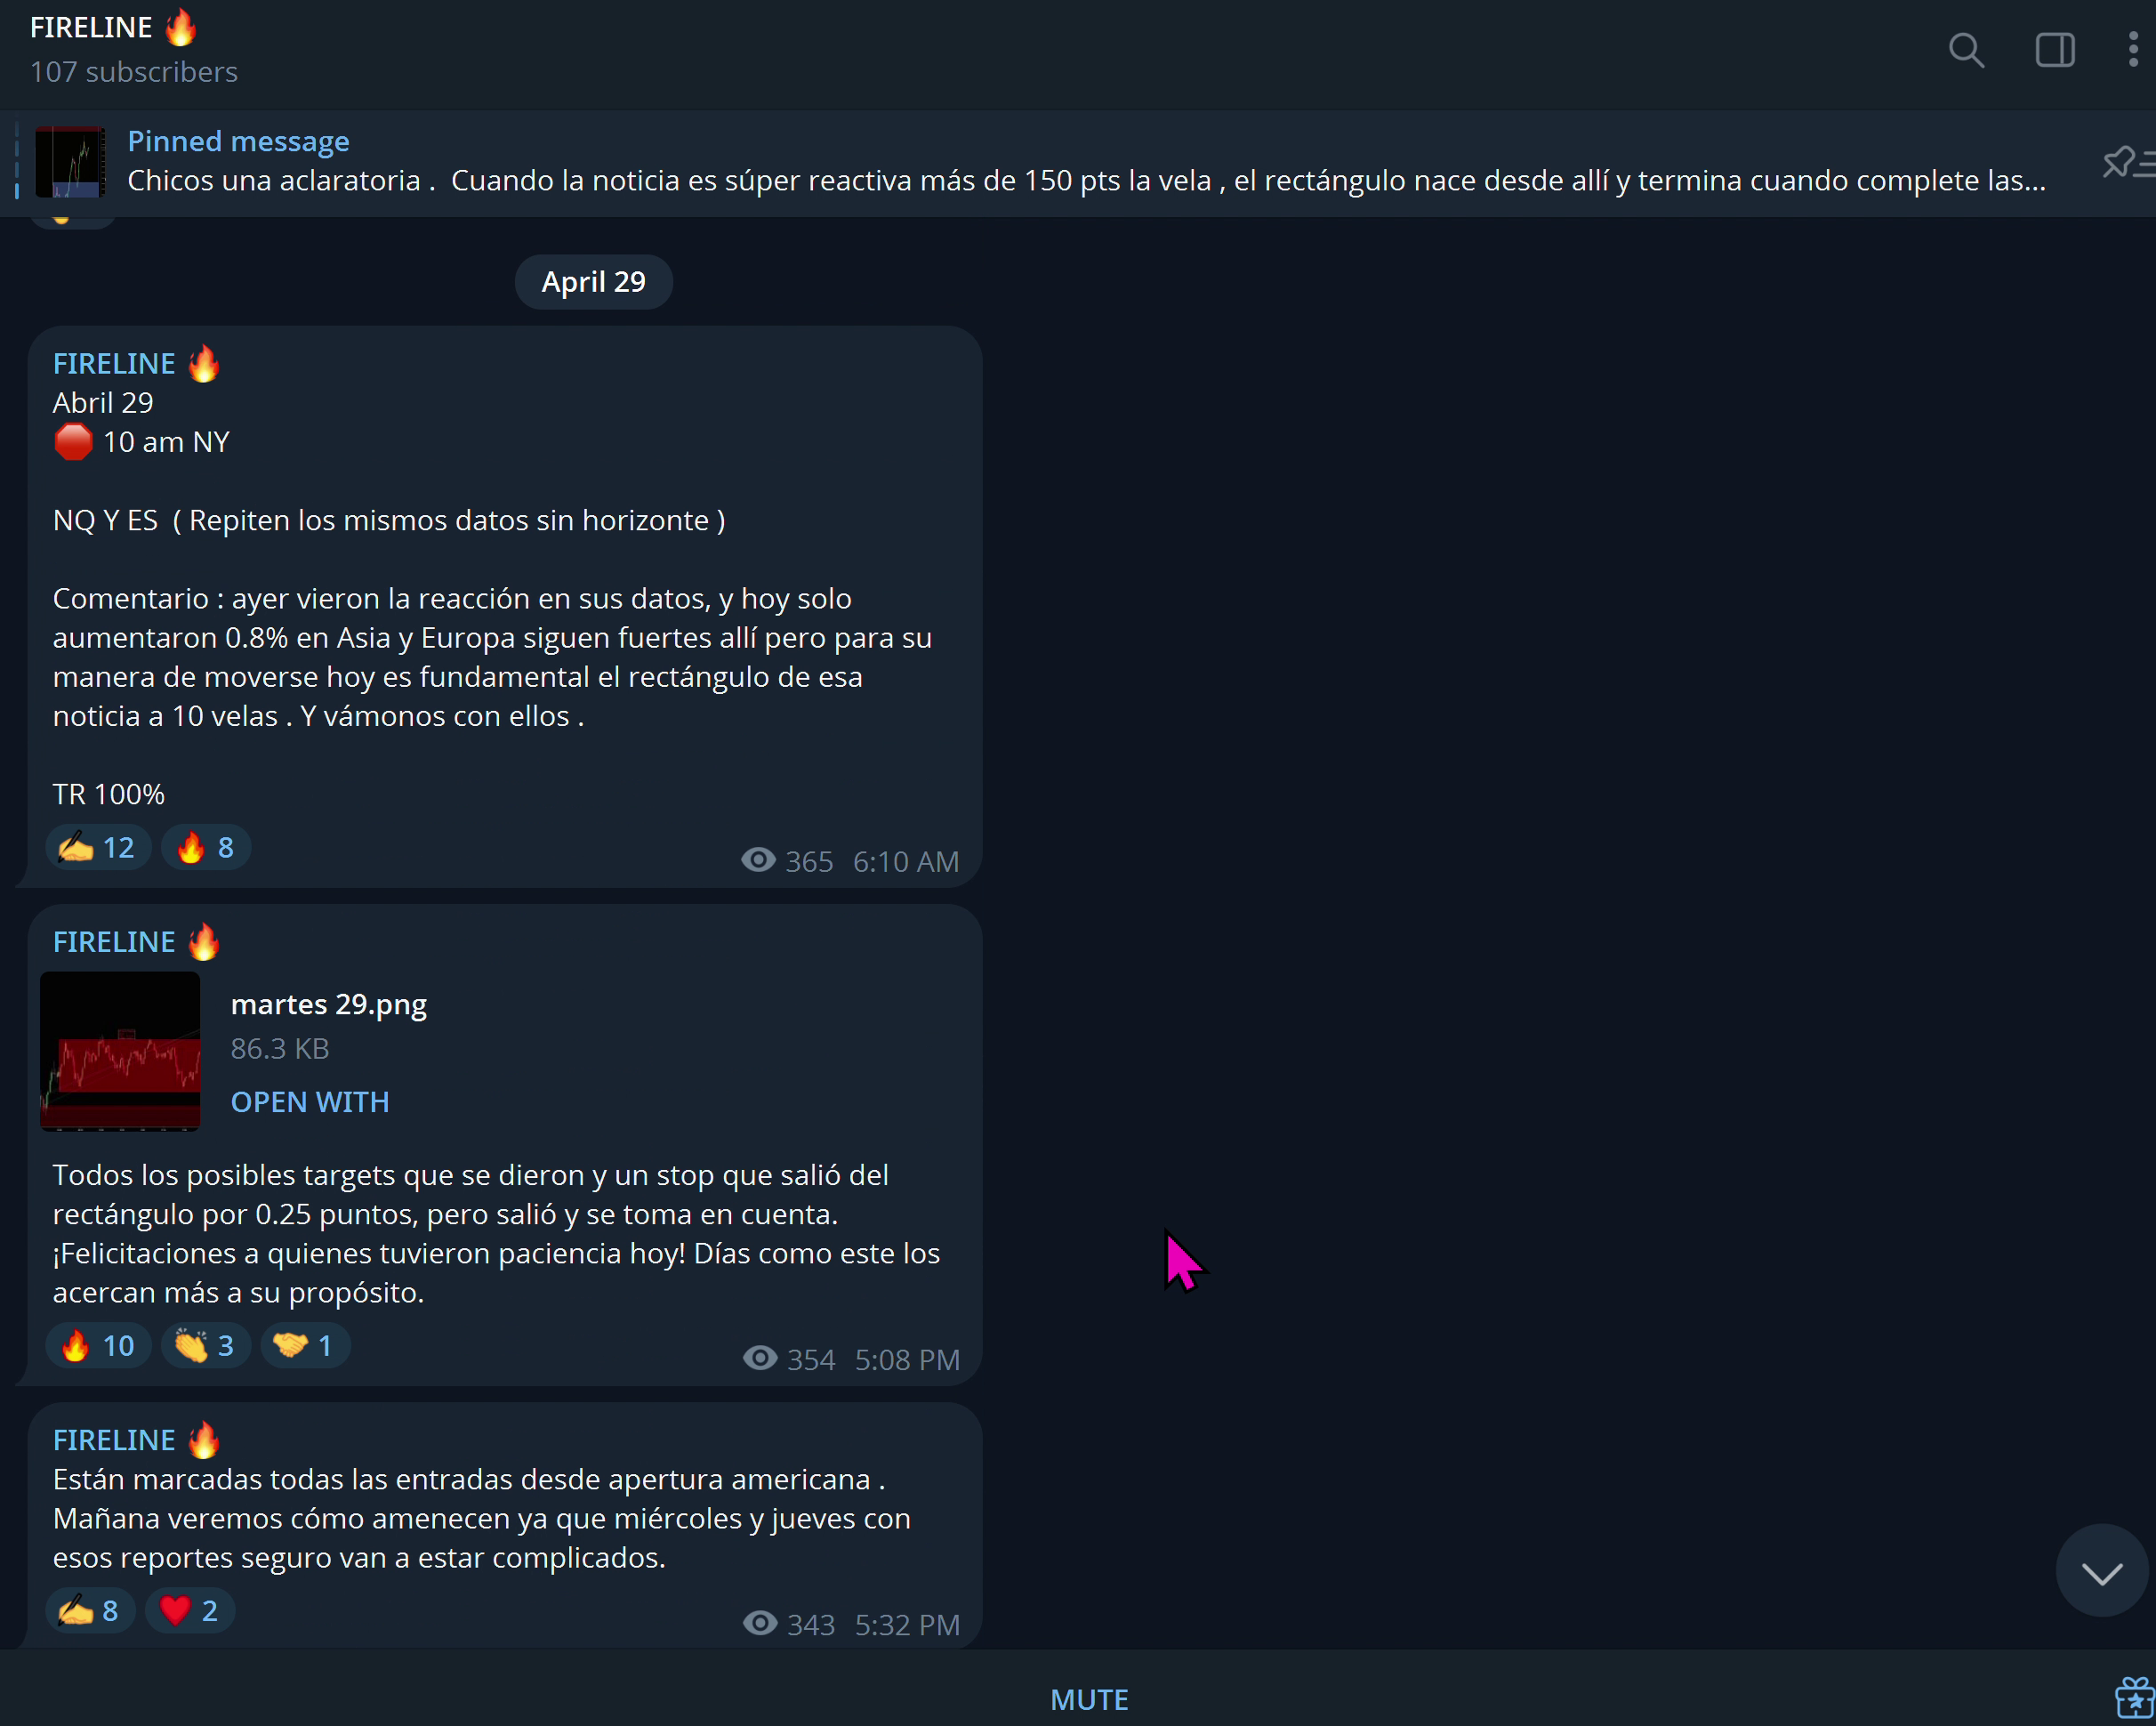 FIRELINE 🔥
107 subscribers
Pinned message
Chicos una aclaratoria .  Cuando la noticia es súper reactiva más de 150 pts la vela , el rectángulo nace desde allí y termina cuando complete las...
April 29
FIRELINE 🔥
Abril 29
🛑 10 am NY
NQ Y ES  ( Repiten los mismos datos sin horizonte )
Comentario : ayer vieron la reacción en sus datos, y hoy solo
aumentaron 0.8% en Asia y Europa siguen fuertes allí pero para su
manera de moverse hoy es fundamental el rectángulo de esa
noticia a 10 velas . Y vámonos con ellos .
TR 100%
✍️ 12 🔥 8
365 6:10 AM
FIRELINE 🔥
martes 29.png
86.3 KB
OPEN WITH
Todos los posibles targets que se dieron y un stop que salió del
rectángulo por 0.25 puntos, pero salió y se toma en cuenta.
¡Felicitaciones a quienes tuvieron paciencia hoy! Días como este los
acercan más a su propósito.
🔥 10 👏 3 🤝 1
354 5:08 PM
FIRELINE 🔥
Están marcadas todas las entradas desde apertura americana .
Mañana veremos cómo amenecen ya que miércoles y jueves con
esos reportes seguro van a estar complicados.
✍️ 8 ❤️ 2
343 5:32 PM
MUTE